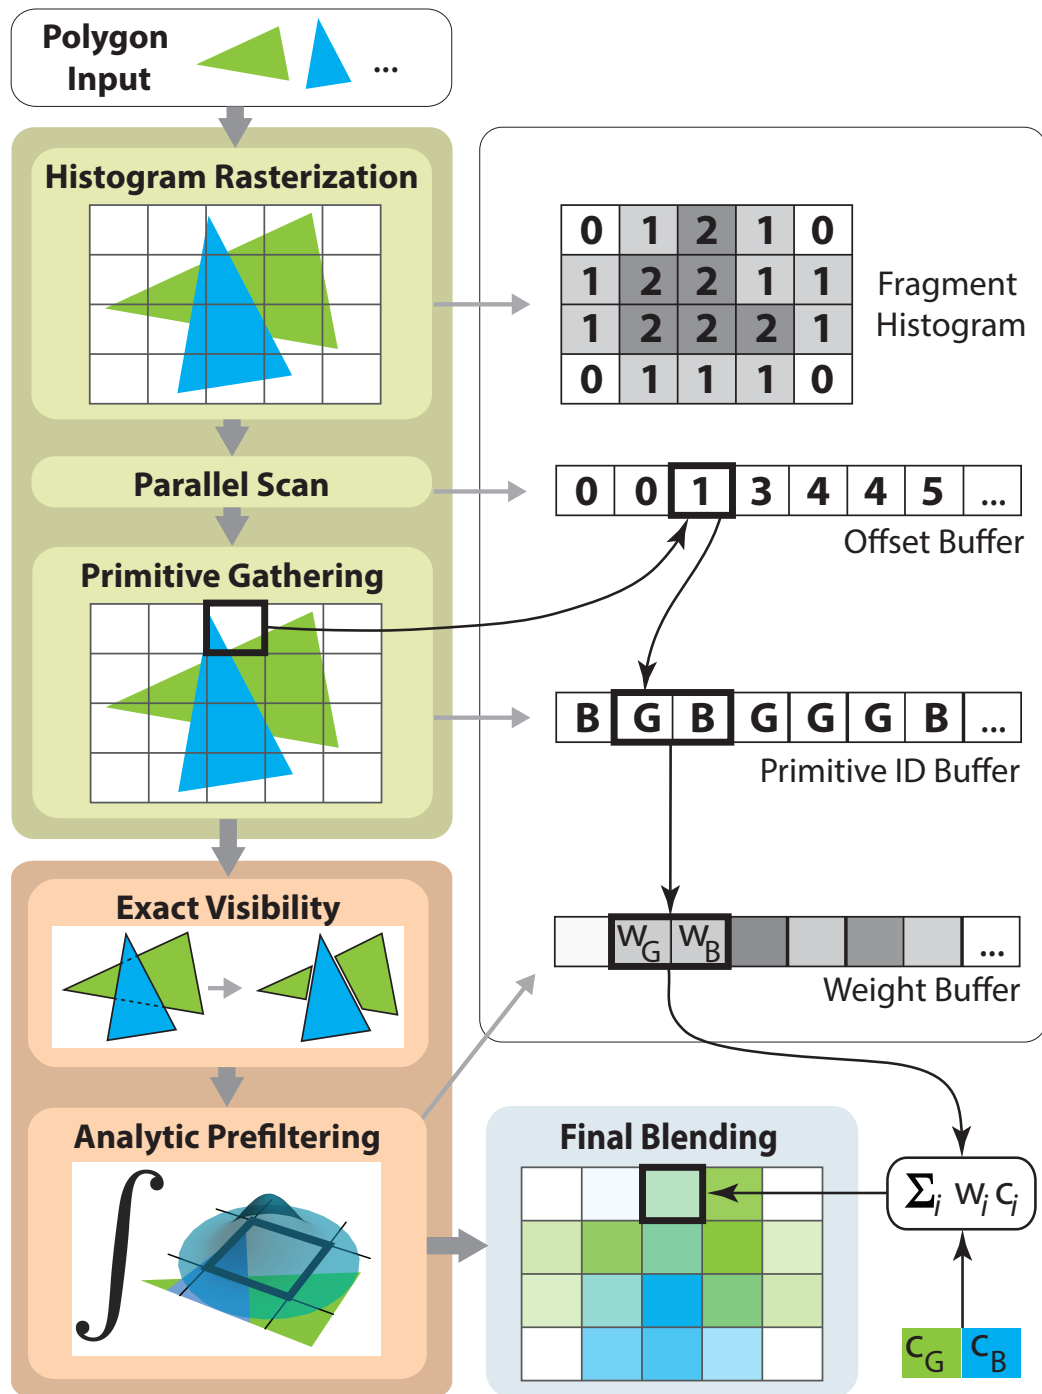 Polygon
Input
...
Histogram Rasterization
0 1 2 1 0
1 2 2 1 1
1 2 2 2 1
0 1 1 1 0
Fragment
Histogram
Parallel Scan
0 0 1 3 4 4 5 ...
Offset Buffer
Primitive Gathering
B G B G G G B ...
Primitive ID Buffer
Exact Visibility
W_G W_B ...
Weight Buffer
Analytic Prefiltering
∫
Final Blending
Σ_i w_i c_i
C_G C_B